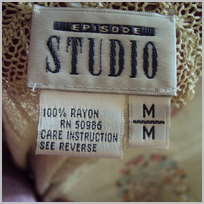 EPISODE
STUDIO
100% RAYON
RN 50986
CARE INSTRUCTION
SEE REVERSE
M
M